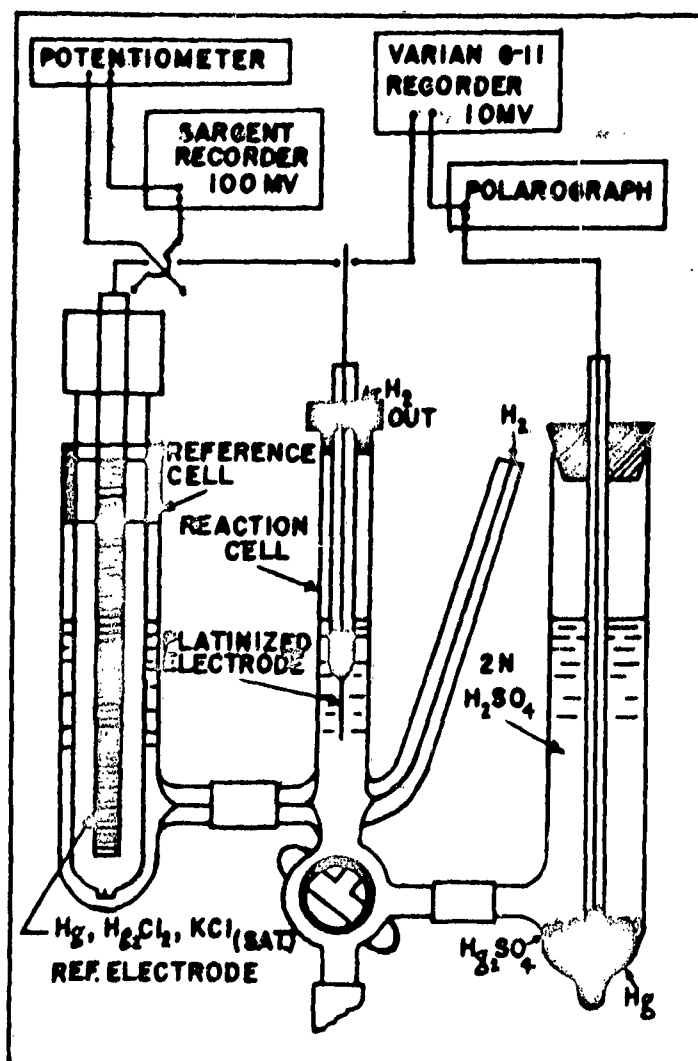 POTENTIOMETER
SARGENT
RECORDER
100 MV
VARIAN G-11
RECORDER
10MV
POLAROGRAPH
H2
OUT
H2
REFERENCE
CELL
REACTION
CELL
PLATINIZED
ELECTRODE
2N
H2SO4
Hg, Hg2Cl2, KCl(SAT.)
REF. ELECTRODE
Hg2SO4
Hg